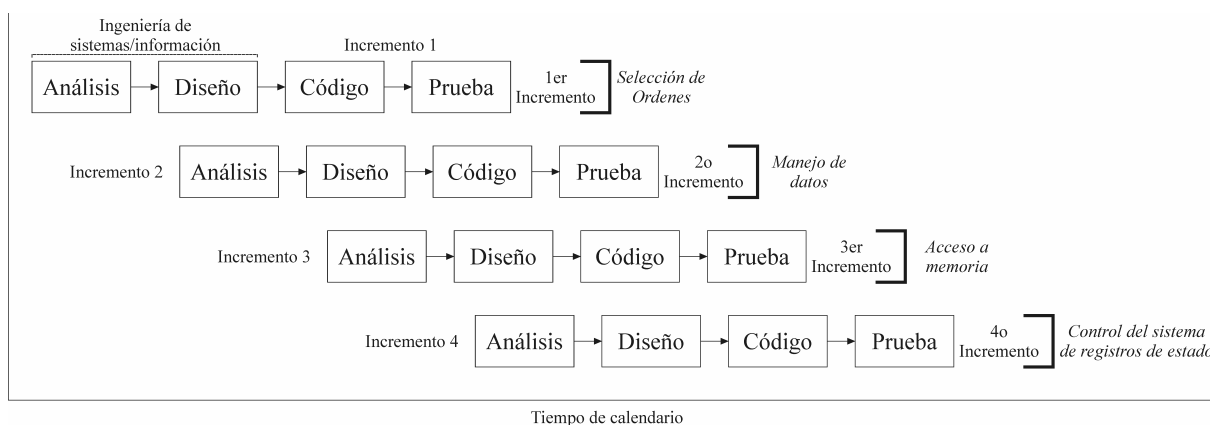 Ingeniería de
sistemas/información
Incremento 1
Análisis
Diseño
Código
Prueba
1er
Incremento
Selección de
Ordenes
Incremento 2
Análisis
Diseño
Código
Prueba
2o
Incremento
Manejo de
datos
Incremento 3
Análisis
Diseño
Código
Prueba
3er
Incremento
Acceso a
memoria
Incremento 4
Análisis
Diseño
Código
Prueba
4o
Incremento
Control del sistema
de registros de estado
Tiempo de calendario